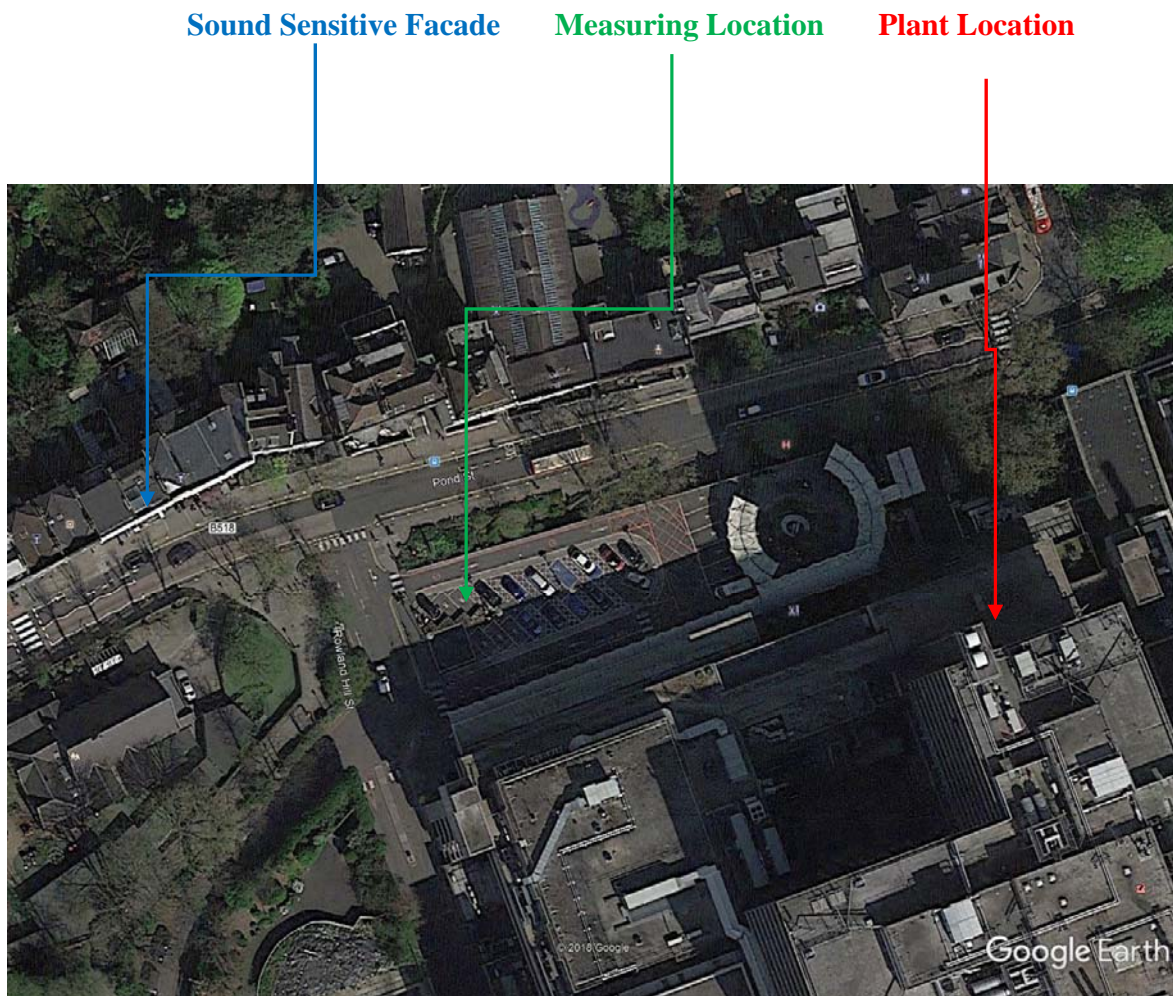 Sound Sensitive Facade
Measuring Location
Plant Location
Pond St
B518
Rowland Hill St
H
© 2018 Google
Google Earth